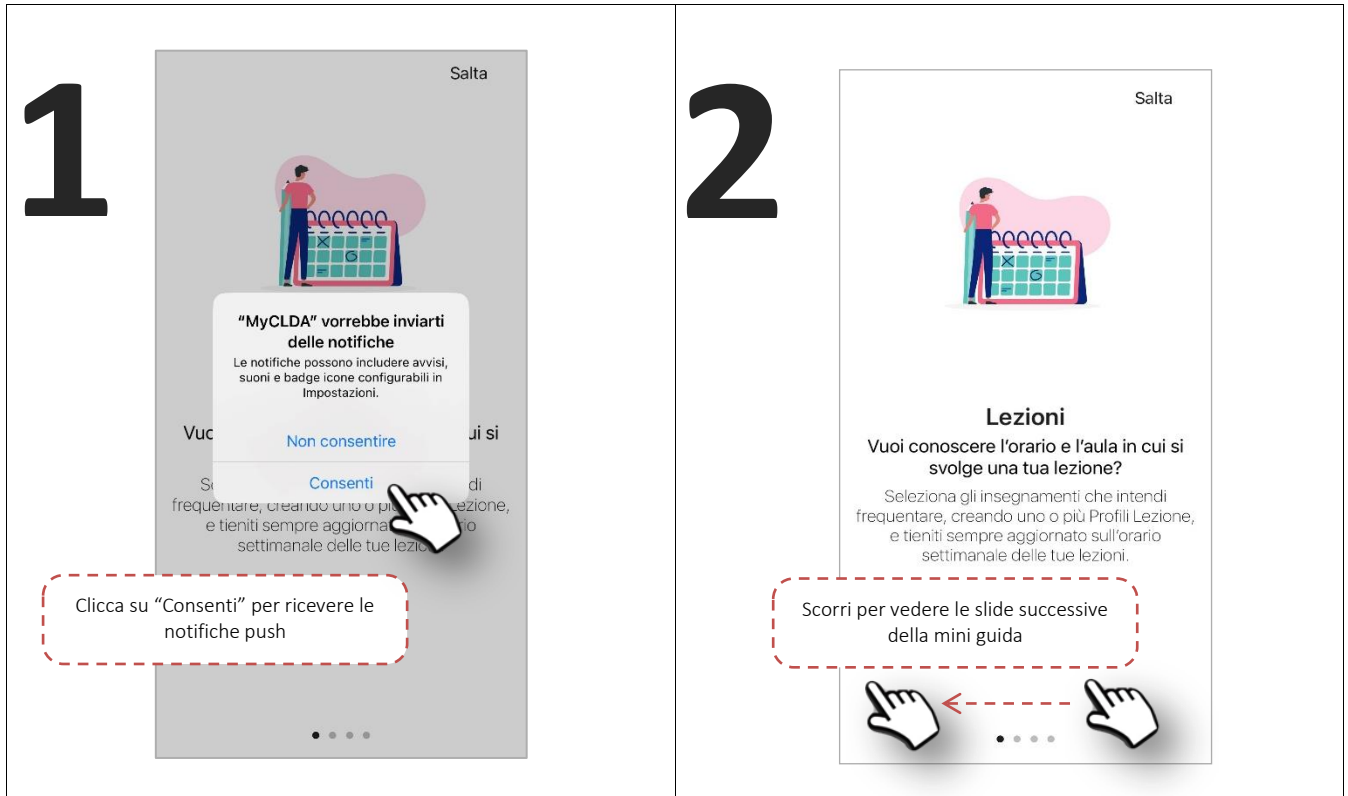 1
Salta
“MyCLDA” vorrebbe inviarti
delle notifiche
Le notifiche possono includere avvisi,
suoni e badge icone configurabili in
Impostazioni.
Non consentire
Consenti
ui si
di
frequentare, creando uno o ezione,
e tieniti sempre
settimanale delle tue
Clicca su “Consenti” per ricevere le
notifiche push
2
Salta
Lezioni
Vuoi conoscere l’orario e l’aula in cui si
svolge una tua lezione?
Seleziona gli insegnamenti che intendi
frequentare, creando uno o più Profili Lezione,
e tieniti sempre aggiornato sull’orario
settimanale delle tue lezioni.
Scorri per vedere le slide successive
della mini guida